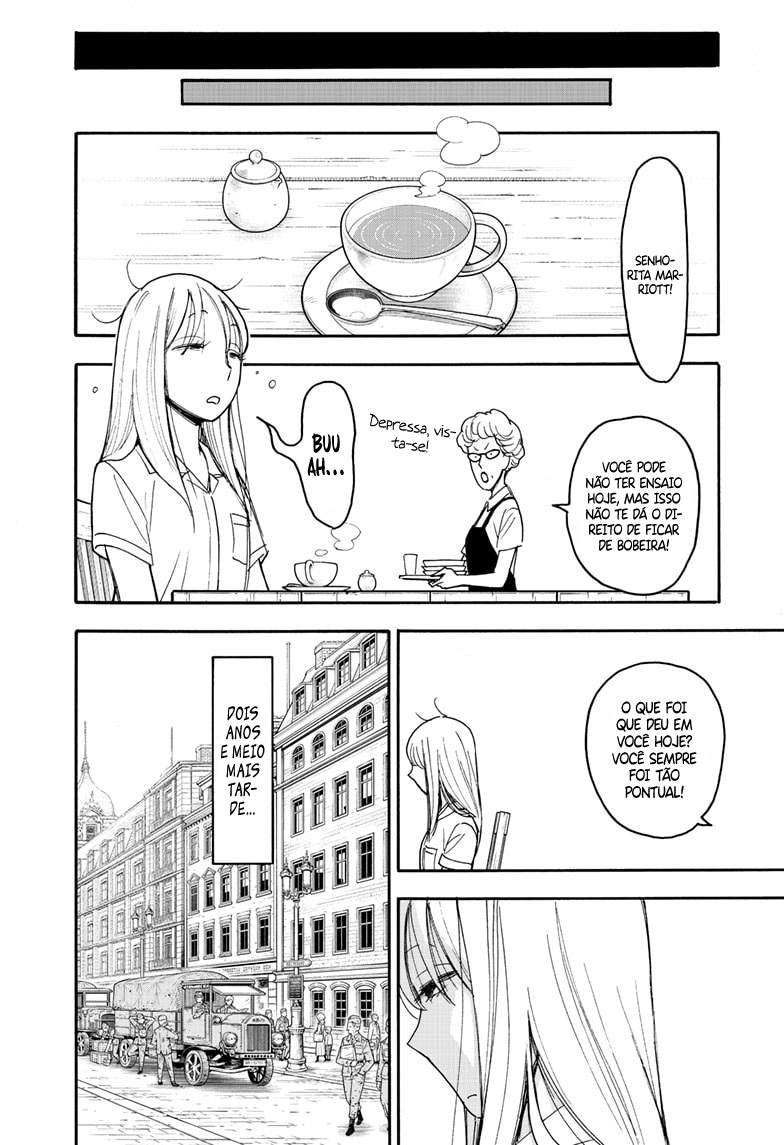 SENHO-
RITA MAR-
RIOTT!
VOCÊ PODE
NÃO TER ENSAIO
HOJE, MAS ISSO
NÃO TE DÁ O DI-
REITO DE FICAR
DE BOBEIRA!
Depressa, vis-
ta-se!
BUU
AH...
O QUE FOI
QUE DEU EM
VOCÊ HOJE?
VOCÊ SEMPRE
FOI TÃO
PONTUAL!
DOIS
ANOS
E MEIO
MAIS
TAR-
DE...